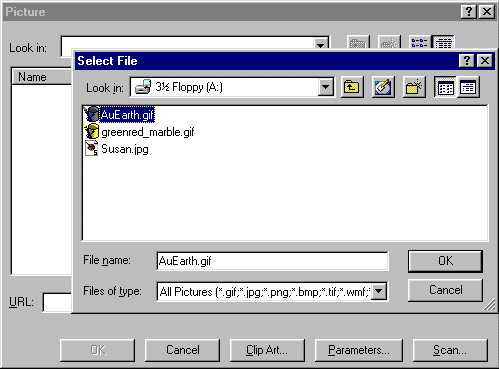 Picture
Look in:
Name
Select File
Look in: 3½ Floppy (A:)
AuEarth.gif
greenred_marble.gif
Susan.jpg
File name: AuEarth.gif
OK
Files of type: All Pictures (*.gif;*.jpg;*.png;*.bmp;*.tif;*.wmf;*
Cancel
URL:
OK Cancel Clip Art... Parameters... Scan...